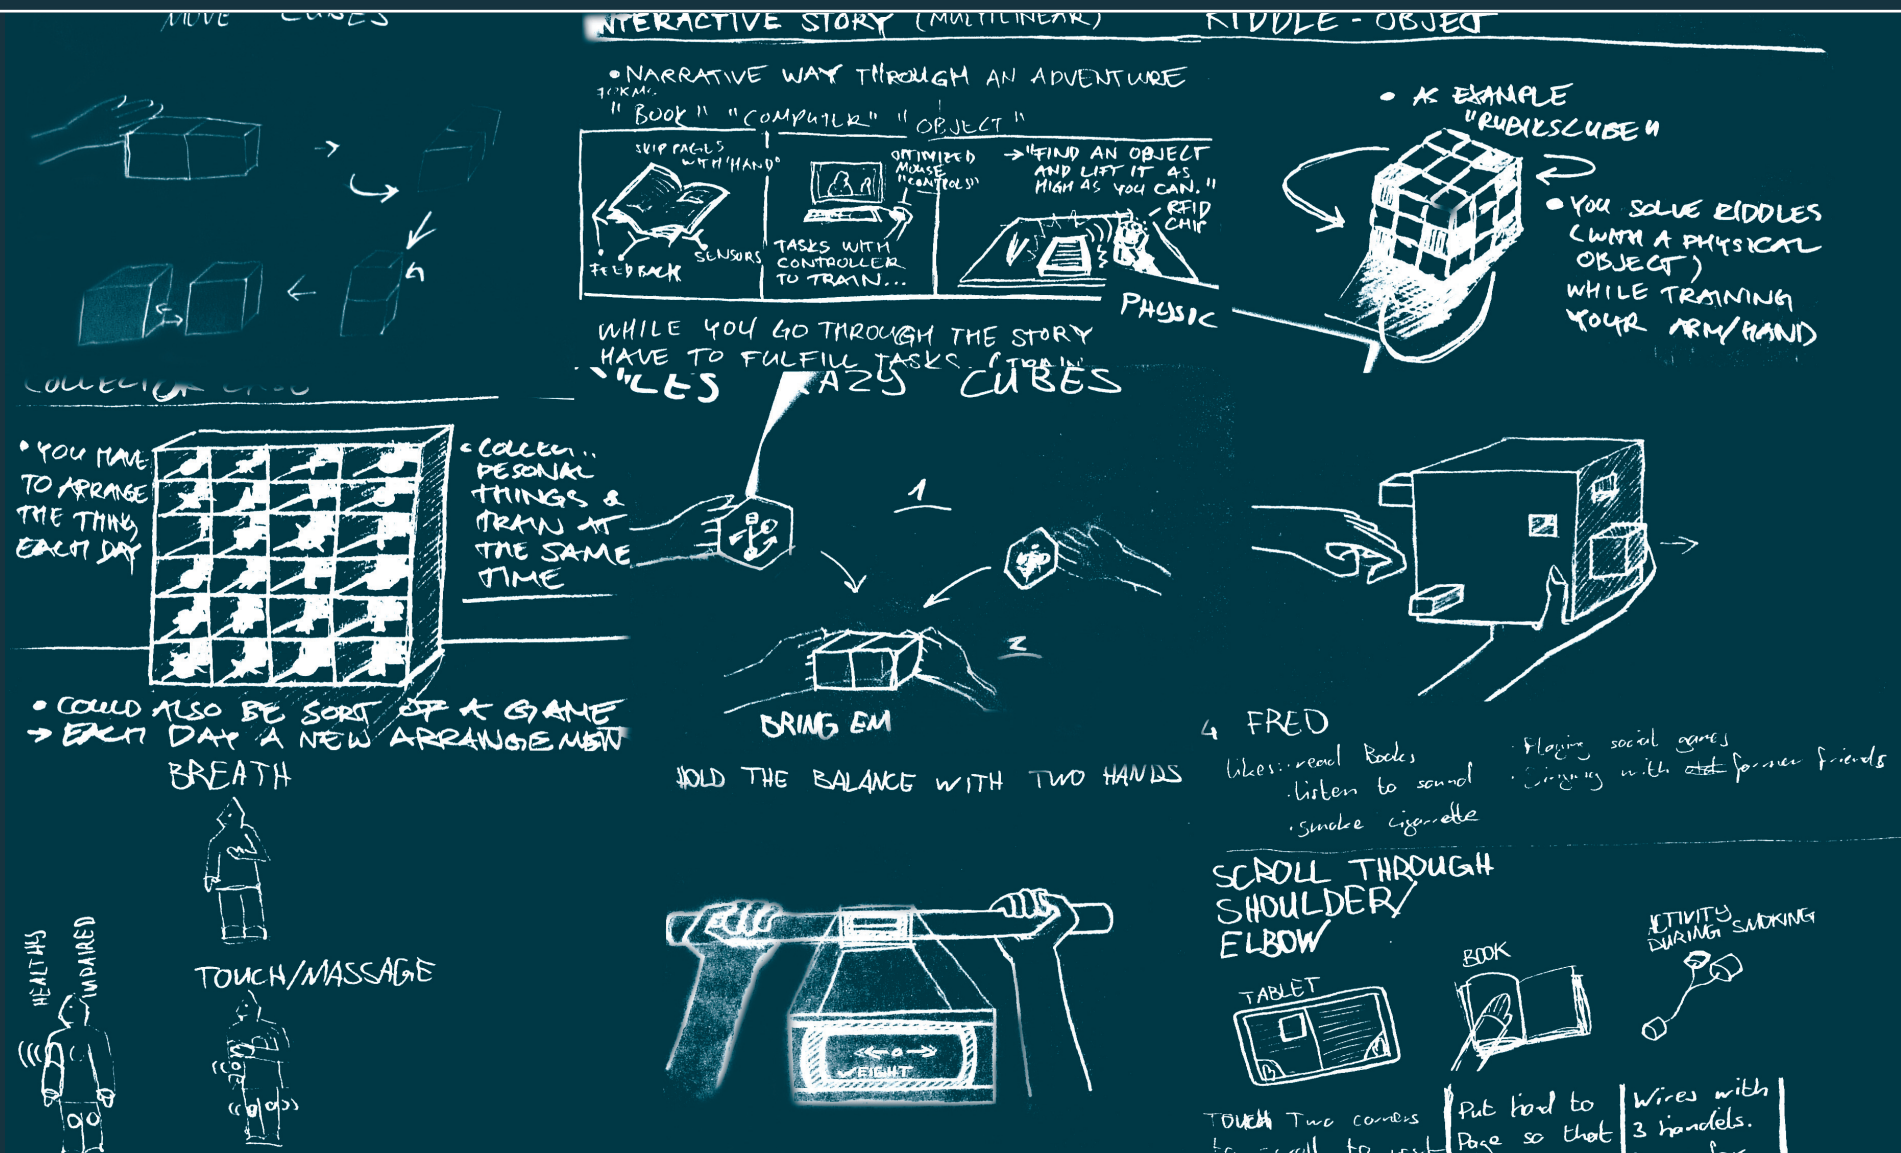 MOVE CUBES
INTERACTIVE STORY (MULTILINEAR)
• NARRATIVE WAY THROUGH AN ADVENTURE
"BOOK" "COMPUTER" "OBJECT"
SKIP PAGES
WITH "HAND"
FEEDBACK
SENSORS
OPTIMIZED
MOUSE
"CONTROLS"
TASKS WITH
CONTROLLER
TO TRAIN...
→ "FIND AN OBJECT
AND LIFT IT AS
HIGH AS YOU CAN."
RFID
CHIP
PHYSIC
WHILE YOU GO THROUGH THE STORY
HAVE TO FULFILL TASKS
RIDDLE - OBJECT
• AS EXAMPLE
"RUBIKSCUBE"
• YOU SOLVE RIDDLES
(WITH A PHYSICAL
OBJECT)
WHILE TRAINING
YOUR ARM/HAND
• YOU HAVE
TO ARRANGE
THE THING
EACH DAY
• COLLECT..
PESONAL
THINGS &
TRAIN AT
THE SAME
TIME
• COULD ALSO BE SORT OF A GAME
→ EACH DAY A NEW ARRANGEMENT
AZY CUBES
1
2
BRING EM
HOLD THE BALANCE WITH TWO HANDS
WEIGHT
4 FRED
likes: · read Books
· listen to sound
· smoke cigarette
· Playing social games
· Singing with former friends
BREATH
TOUCH/MASSAGE
HEALTHY
IMPAIRED
SCROLL THROUGH
SHOULDER/
ELBOW
TABLET
BOOK
ACTIVITY
DURING SMOKING
TOUCH Two corners
Put hand to
Page so that
Wires with
3 handels.